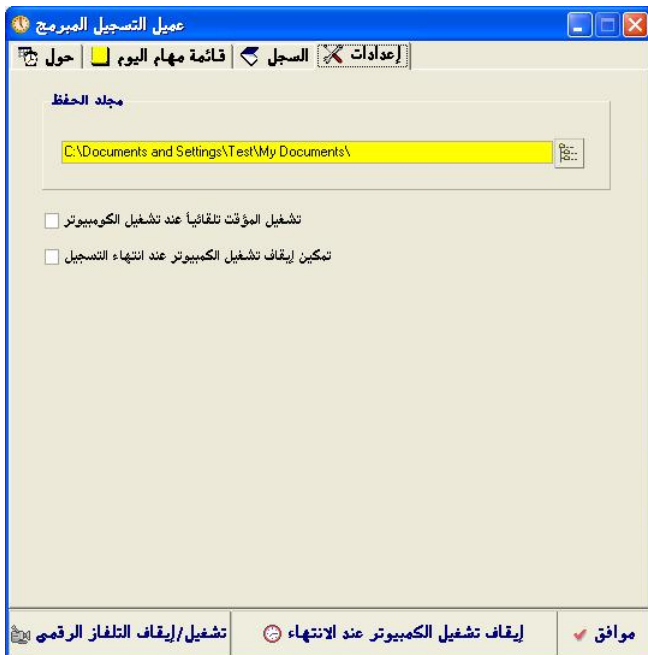 عميل التسجيل المبرمج
إعدادات
السجل
قائمة مهام اليوم
حول
مجلد الحفظ
C:\Documents and Settings\Test\My Documents\
تشغيل المؤقت تلقائياً عند تشغيل الكومبيوتر
تمكين إيقاف تشغيل الكمبيوتر عند انتهاء التسجيل
موافق
إيقاف تشغيل الكمبيوتر عند الانتهاء
تشغيل/إيقاف التلفاز الرقمي